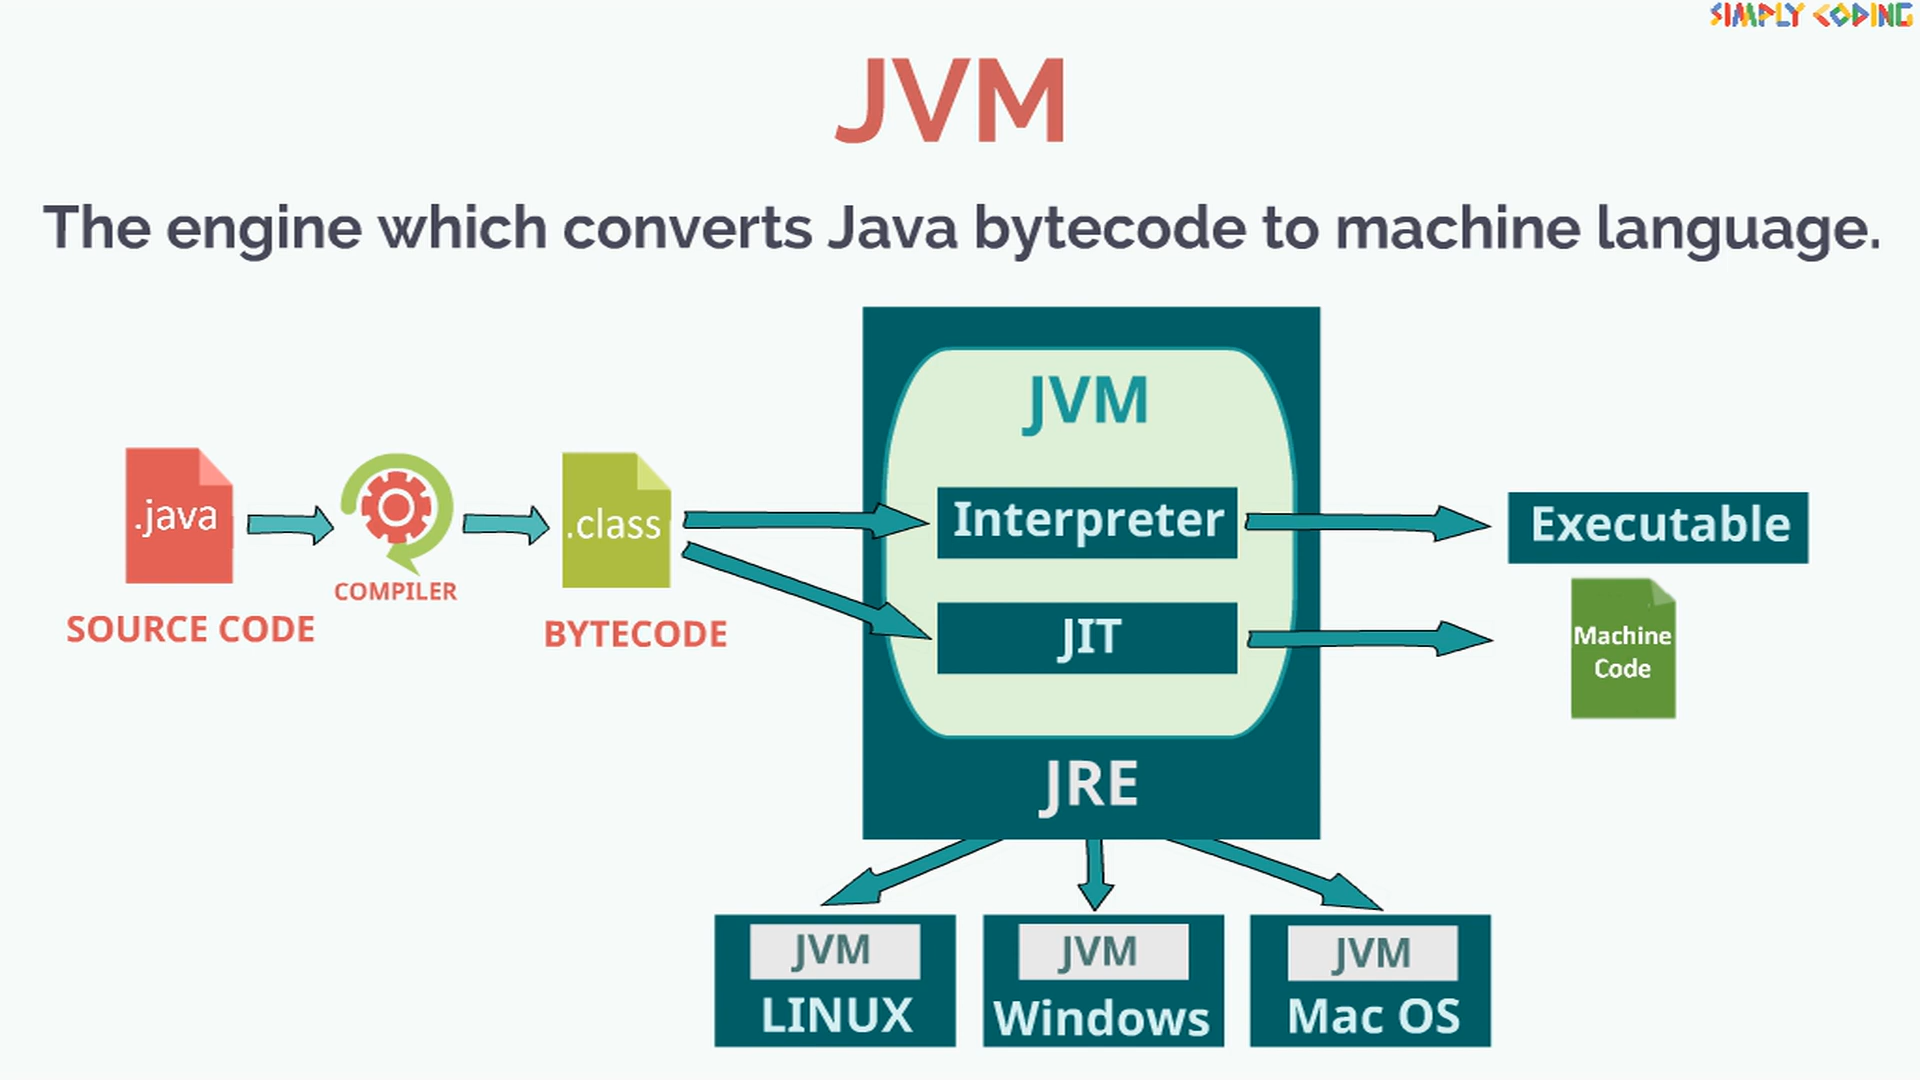 SIMPLY CODING
JVM
The engine which converts Java bytecode to machine language.
JVM
.java
COMPILER
SOURCE CODE
.class
BYTECODE
Interpreter
JIT
Executable
Machine
Code
JRE
JVM
LINUX
JVM
Windows
JVM
Mac OS